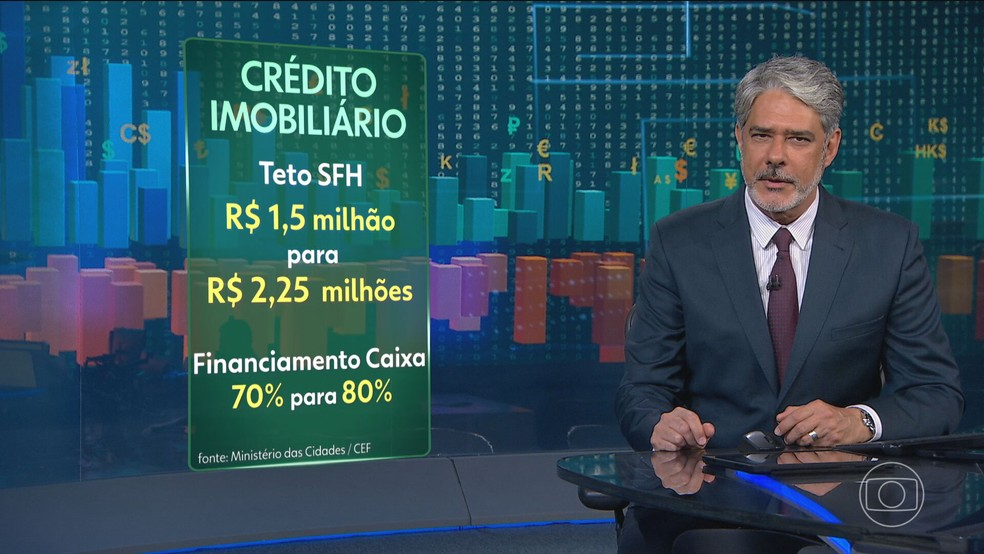 CRÉDITO
IMOBILIÁRIO
Teto SFH
R$ 1,5 milhão
para
R$ 2,25 milhões
Financiamento Caixa
70% para 80%
fonte: Ministério das Cidades / CEF